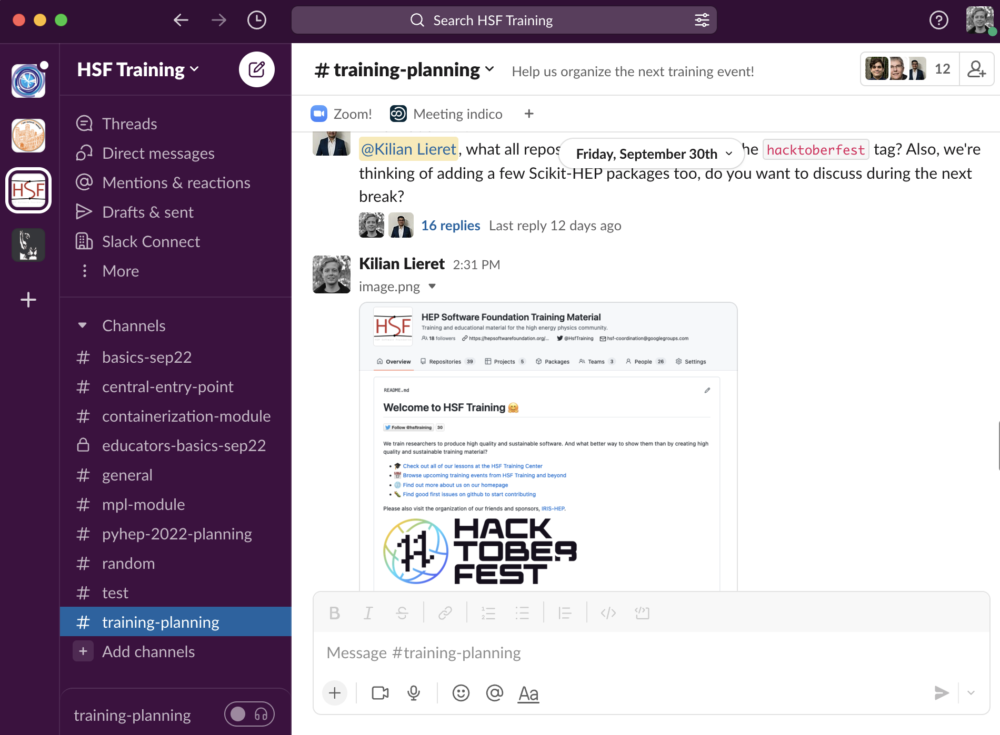 Search HSF Training
HSF Training
Threads
Direct messages
Mentions & reactions
Drafts & sent
Slack Connect
More
Channels
# basics-sep22
# central-entry-point
# containerization-module
educators-basics-sep22
# general
# mpl-module
# pyhep-2022-planning
# random
# test
# training-planning
+ Add channels
training-planning
# training-planning
Help us organize the next training event!
12
Zoom!
Meeting indico
+
@Kilian Lieret, what all repos
Friday, September 30th
he hacktoberfest tag? Also, we're
thinking of adding a few Scikit-HEP packages too, do you want to discuss during the next
break?
16 replies Last reply 12 days ago
Kilian Lieret 2:31 PM
image.png
HSF
HEP Software Foundation Training Material
Training and educational material for the high energy physics community.
18 followers https://hepsoftwarefoundation.org/... @HsfTraining hsf-coordination@googlegroups.com
Overview Repositories 39 Projects 5 Packages Teams 3 People 26 Settings
README.md
Welcome to HSF Training 🤗
Follow @hsftraining 30
We train researchers to produce high quality and sustainable software. And what better way to show them than by creating high
quality and sustainable training material?
• 🎓 Check out all of our lessons at the HSF Training Center
• 📅 Browse upcoming training events from HSF Training and beyond
• 🌐 Find out more about us on our homepage
• 🐛 Find good first issues on github to start contributing
Please also visit the organization of our friends and sponsors, IRIS-HEP.
HACK
TOBER
FEST
B I S
Message #training-planning
Aa
HSF